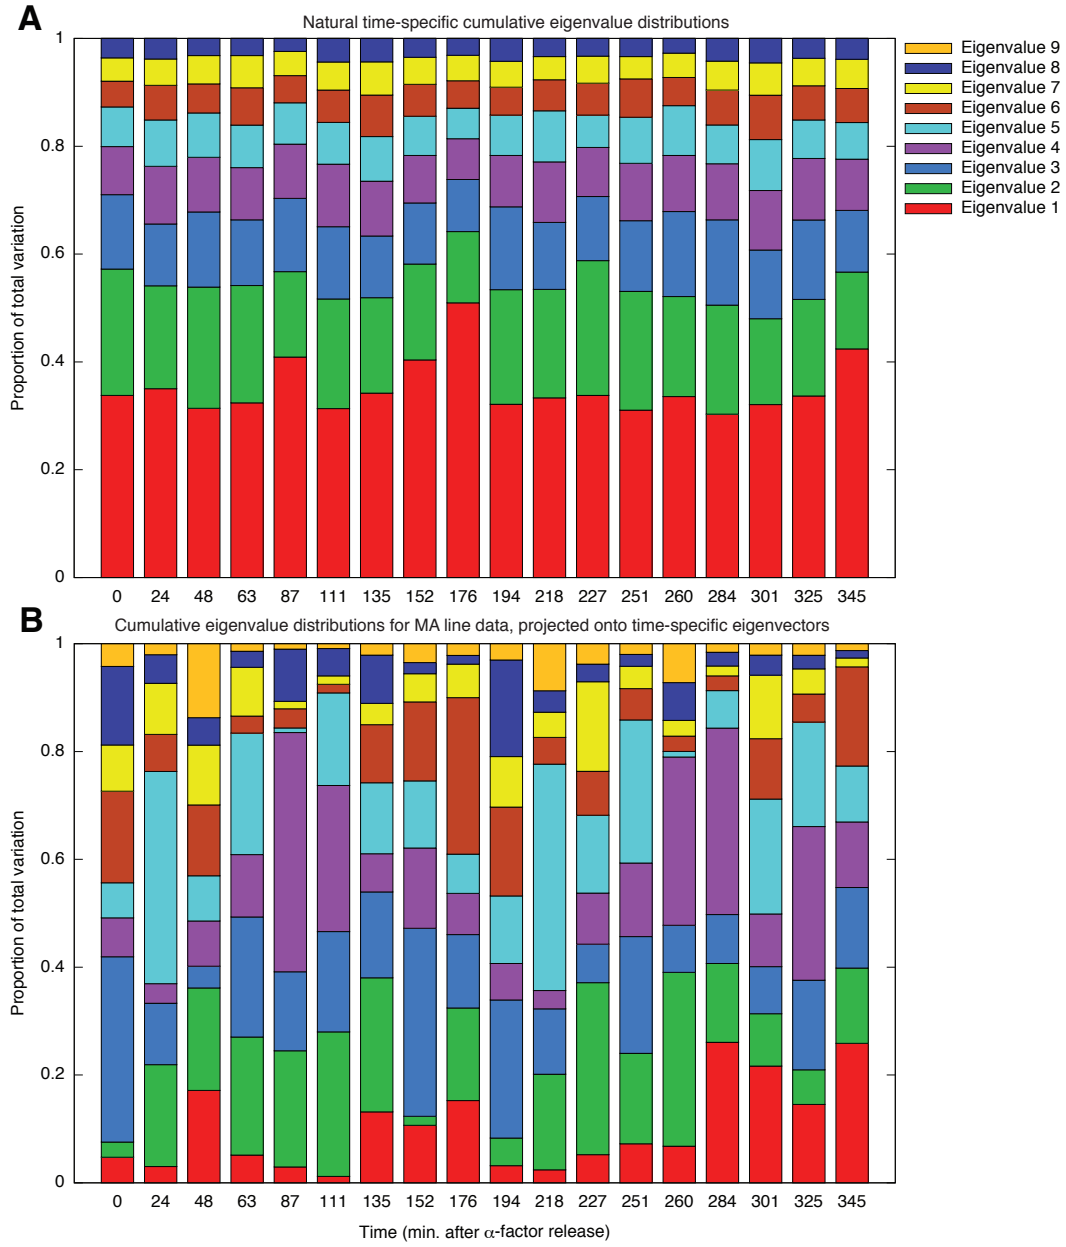 A
Natural time-specific cumulative eigenvalue distributions
Proportion of total variation
1
0.8
0.6
0.4
0.2
0
0 24 48 63 87 111 135 152 176 194 218 227 251 260 284 301 325 345
Eigenvalue 9
Eigenvalue 8
Eigenvalue 7
Eigenvalue 6
Eigenvalue 5
Eigenvalue 4
Eigenvalue 3
Eigenvalue 2
Eigenvalue 1
B
Cumulative eigenvalue distributions for MA line data, projected onto time-specific eigenvectors
Proportion of total variation
1
0.8
0.6
0.4
0.2
0
0 24 48 63 87 111 135 152 176 194 218 227 251 260 284 301 325 345
Time (min. after α-factor release)